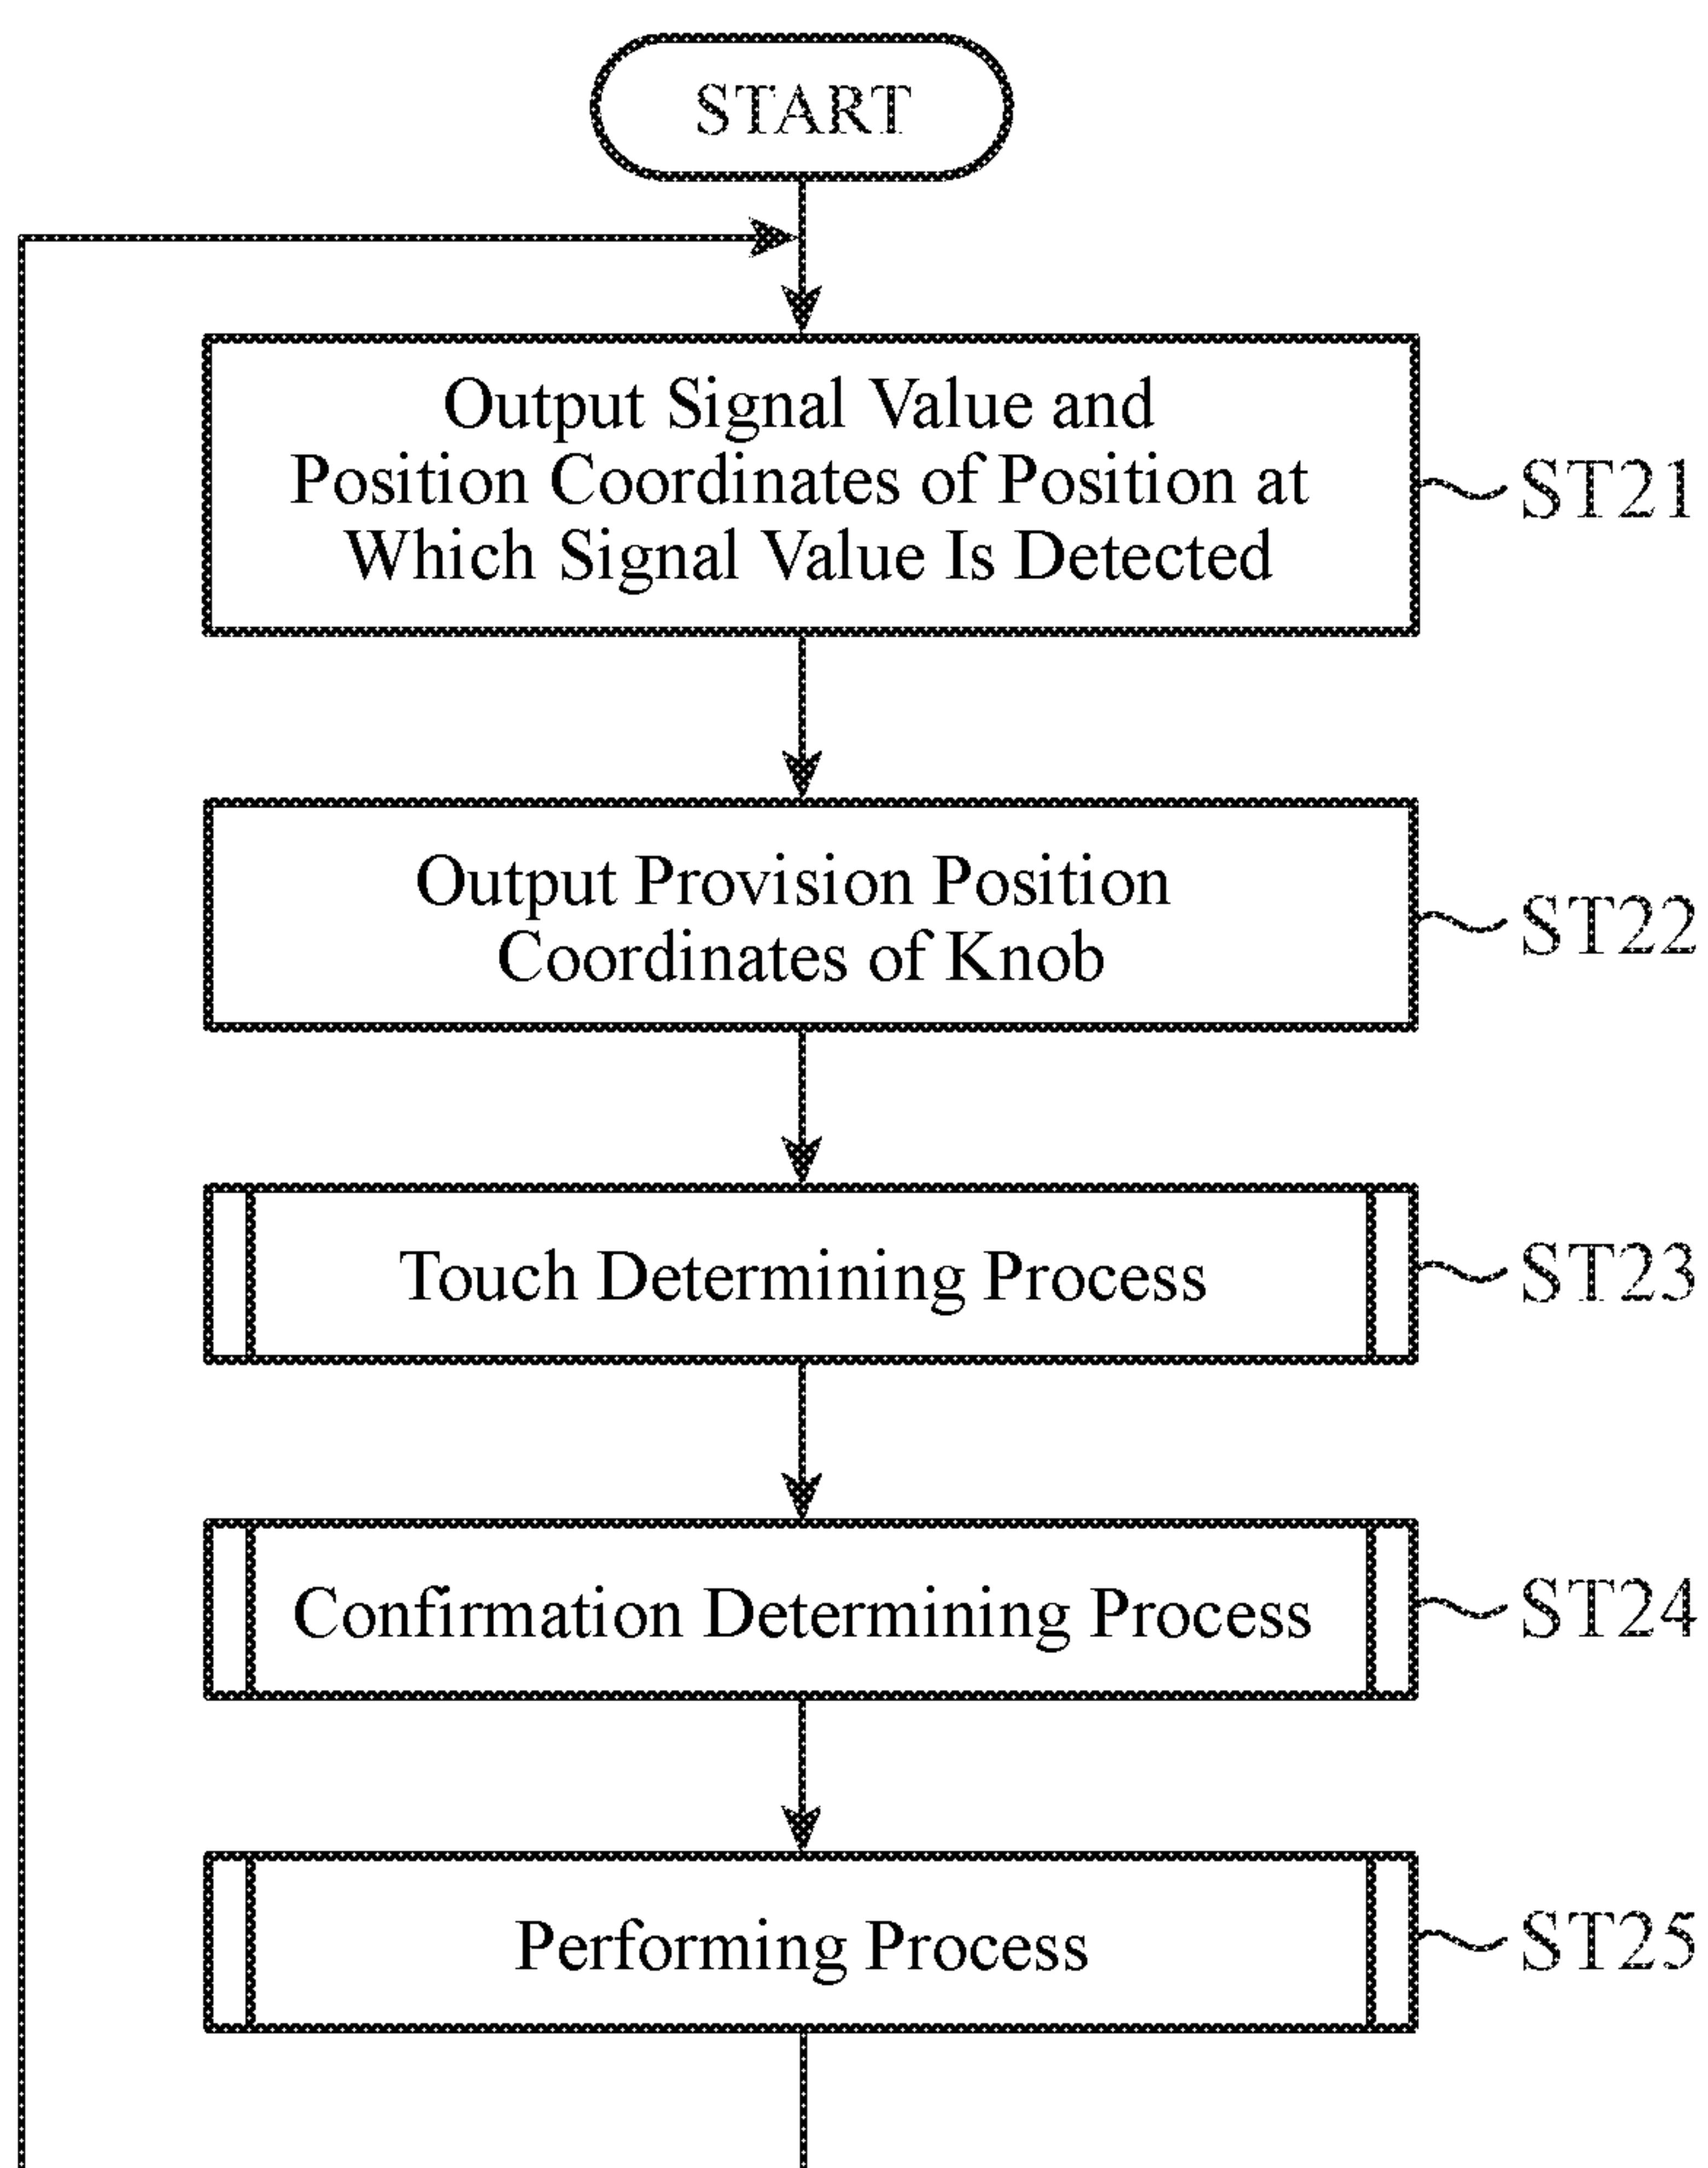 START
Output Signal Value and
Position Coordinates of Position at
Which Signal Value Is Detected
ST21
Output Provision Position
Coordinates of Knob
ST22
Touch Determining Process
ST23
Confirmation Determining Process
ST24
Performing Process
ST25